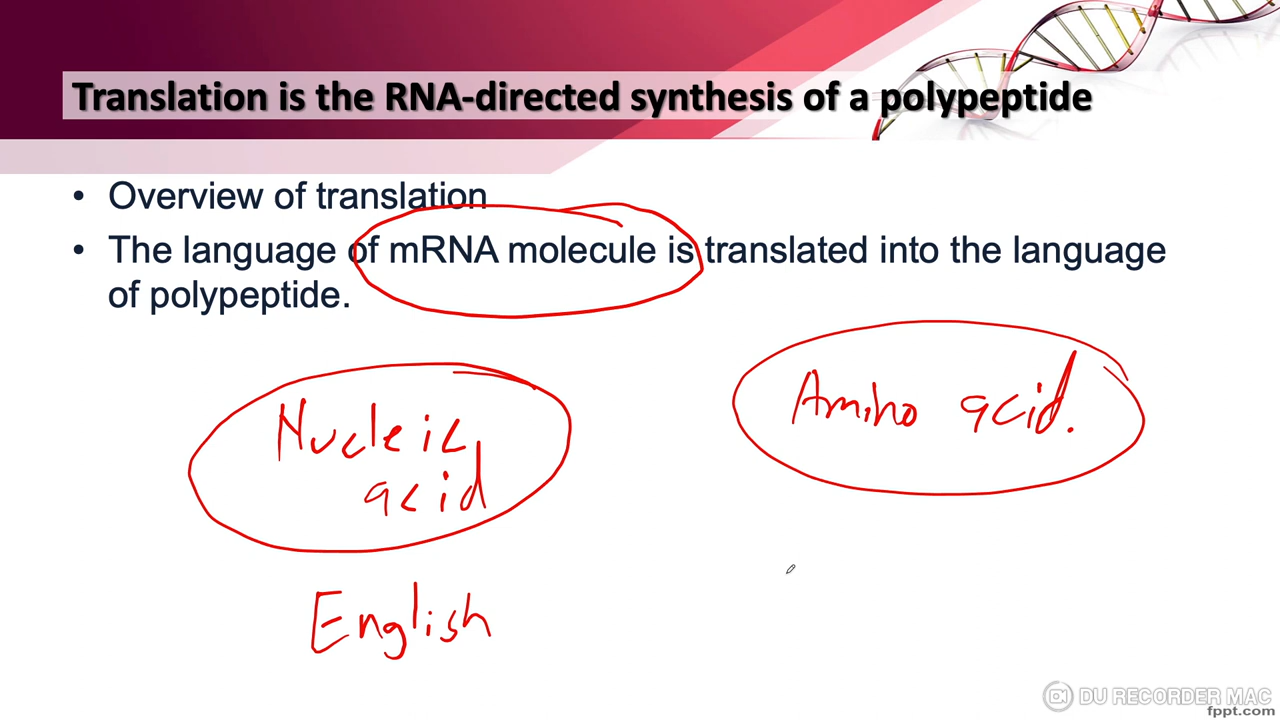 Translation is the RNA-directed synthesis of a polypeptide
• Overview of translation
• The language of mRNA molecule is translated into the language
of polypeptide.
Nucleic
acid
Amino acid.
English
DU RECORDER MAC
fppt.com